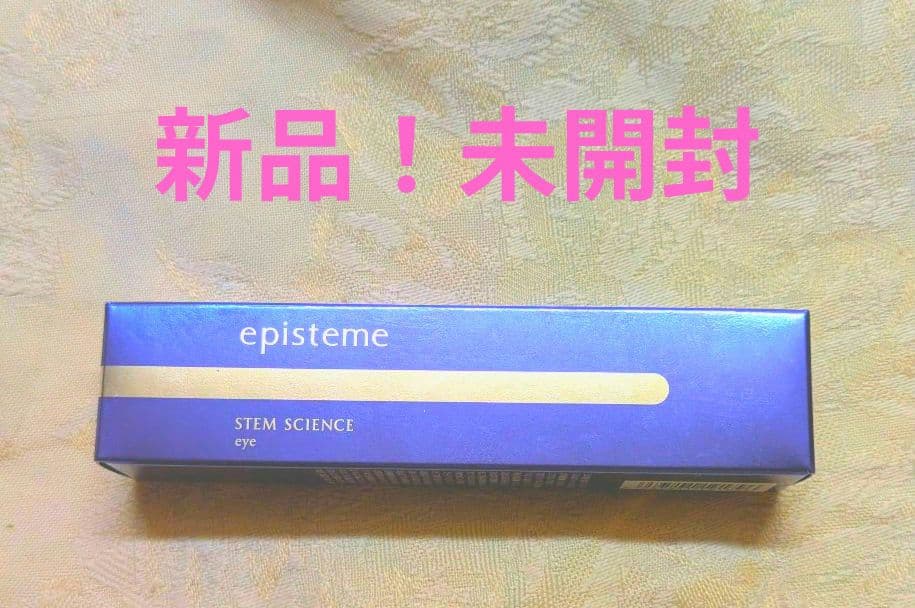 新品！未開封
episteme
STEM SCIENCE
eye